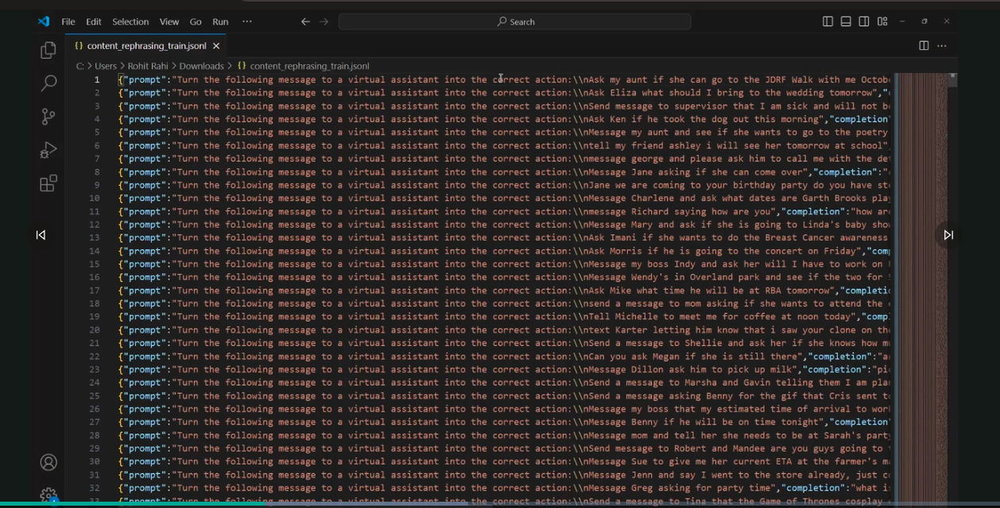 File Edit Selection View Go Run ··· Search
{} content_rephrasing_train.jsonl
C: > Users > Rohit Rahi > Downloads > {} content_rephrasing_train.jsonl
1 {"prompt":"Turn the following message to a virtual assistant into the correct action:\\nAsk my aunt if she can go to the JDRF Walk with me Octob
2 {"prompt":"Turn the following message to a virtual assistant into the correct action:\\nAsk Eliza what should I bring to the wedding tomorrow","
3 {"prompt":"Turn the following message to a virtual assistant into the correct action:\\nSend message to supervisor that I am sick and will not be
4 {"prompt":"Turn the following message to a virtual assistant into the correct action:\\nAsk Ken if he took the dog out this morning","completion"
5 {"prompt":"Turn the following message to a virtual assistant into the correct action:\\nMessage my aunt and see if she wants to go to the poetry
6 {"prompt":"Turn the following message to a virtual assistant into the correct action:\\ntell my friend ashley i will see her tomorrow at school"
7 {"prompt":"Turn the following message to a virtual assistant into the correct action:\\nmessage george and please ask him to call me with the de
8 {"prompt":"Turn the following message to a virtual assistant into the correct action:\\nMessage Jane asking if she can come over","completion":"
9 {"prompt":"Turn the following message to a virtual assistant into the correct action:\\nJane we are coming to your birthday party do you have st
10 {"prompt":"Turn the following message to a virtual assistant into the correct action:\\nMessage Charlene and ask what dates are Garth Brooks pla
11 {"prompt":"Turn the following message to a virtual assistant into the correct action:\\nmessage Richard saying how are you","completion":"how are
12 {"prompt":"Turn the following message to a virtual assistant into the correct action:\\nMessage Mary and ask if she is going to Linda's baby show
13 {"prompt":"Turn the following message to a virtual assistant into the correct action:\\nAsk Imani if she wants to do the Breast Cancer awareness
14 {"prompt":"Turn the following message to a virtual assistant into the correct action:\\nAsk Morris if he is going to the concert on Friday","com
15 {"prompt":"Turn the following message to a virtual assistant into the correct action:\\nMessage my boss Indy and ask her will I have to work on
16 {"prompt":"Turn the following message to a virtual assistant into the correct action:\\nMessage Wendy's in Overland park and see if the two for
17 {"prompt":"Turn the following message to a virtual assistant into the correct action:\\nAsk Mike what time he will be at RBA tomorrow","completi
18 {"prompt":"Turn the following message to a virtual assistant into the correct action:\\nsend a message to mom asking if she wants to attend the
19 {"prompt":"Turn the following message to a virtual assistant into the correct action:\\nTell Michelle to meet me for coffee at noon today","comp
20 {"prompt":"Turn the following message to a virtual assistant into the correct action:\\ntext Karter letting him know that i saw your clone on the
21 {"prompt":"Turn the following message to a virtual assistant into the correct action:\\nSend a message to Shellie and ask her if she knows how m
22 {"prompt":"Turn the following message to a virtual assistant into the correct action:\\nCan you ask Megan if she is still there","completion":"a
23 {"prompt":"Turn the following message to a virtual assistant into the correct action:\\nMessage Dillon ask him to pick up milk","completion":"pi
24 {"prompt":"Turn the following message to a virtual assistant into the correct action:\\nSend a message to Marsha and Gavin telling them I am pla
25 {"prompt":"Turn the following message to a virtual assistant into the correct action:\\nSend a message asking Benny for the gif that Cris sent t
26 {"prompt":"Turn the following message to a virtual assistant into the correct action:\\nMessage my boss that my estimated time of arrival to wor
27 {"prompt":"Turn the following message to a virtual assistant into the correct action:\\nMessage Benny if he will be on time tonight","completion"
28 {"prompt":"Turn the following message to a virtual assistant into the correct action:\\nMessage mom and tell her she needs to be at Sarah's part
29 {"prompt":"Turn the following message to a virtual assistant into the correct action:\\nSend message to Robert and Mandee are you guys going to
30 {"prompt":"Turn the following message to a virtual assistant into the correct action:\\nMessage Sue to give me her current ETA at the farmer's m
31 {"prompt":"Turn the following message to a virtual assistant into the correct action:\\nMessage Jenn and say I went to the store already, just c
32 {"prompt":"Turn the following message to a virtual assistant into the correct action:\\nMessage Greg asking for party time","completion":"what i
33 {"prompt":"Turn the following message to a virtual assistant into the correct action:\\nSend a message to Tina that the Game of Thrones cosplay